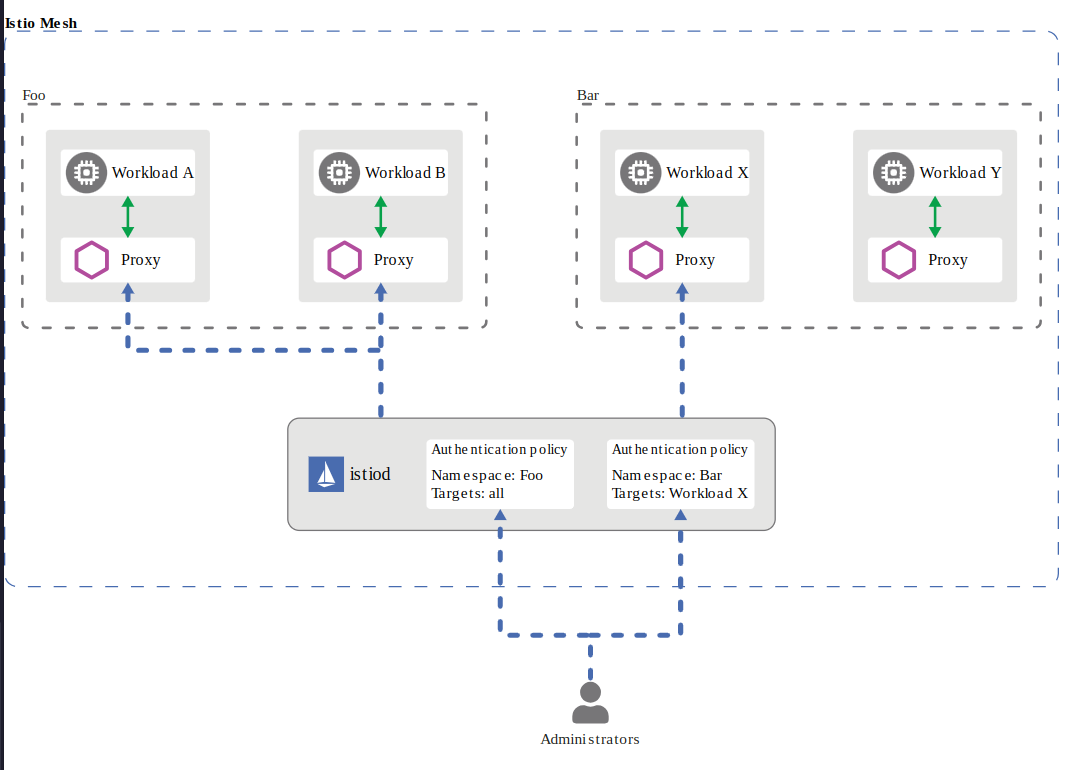 Istio Mesh
Foo
Bar
Workload A
Workload B
Workload X
Workload Y
Proxy
Proxy
Proxy
Proxy
istiod
Authentication policy
Namespace: Foo
Targets: all
Authentication policy
Namespace: Bar
Targets: Workload X
Administrators